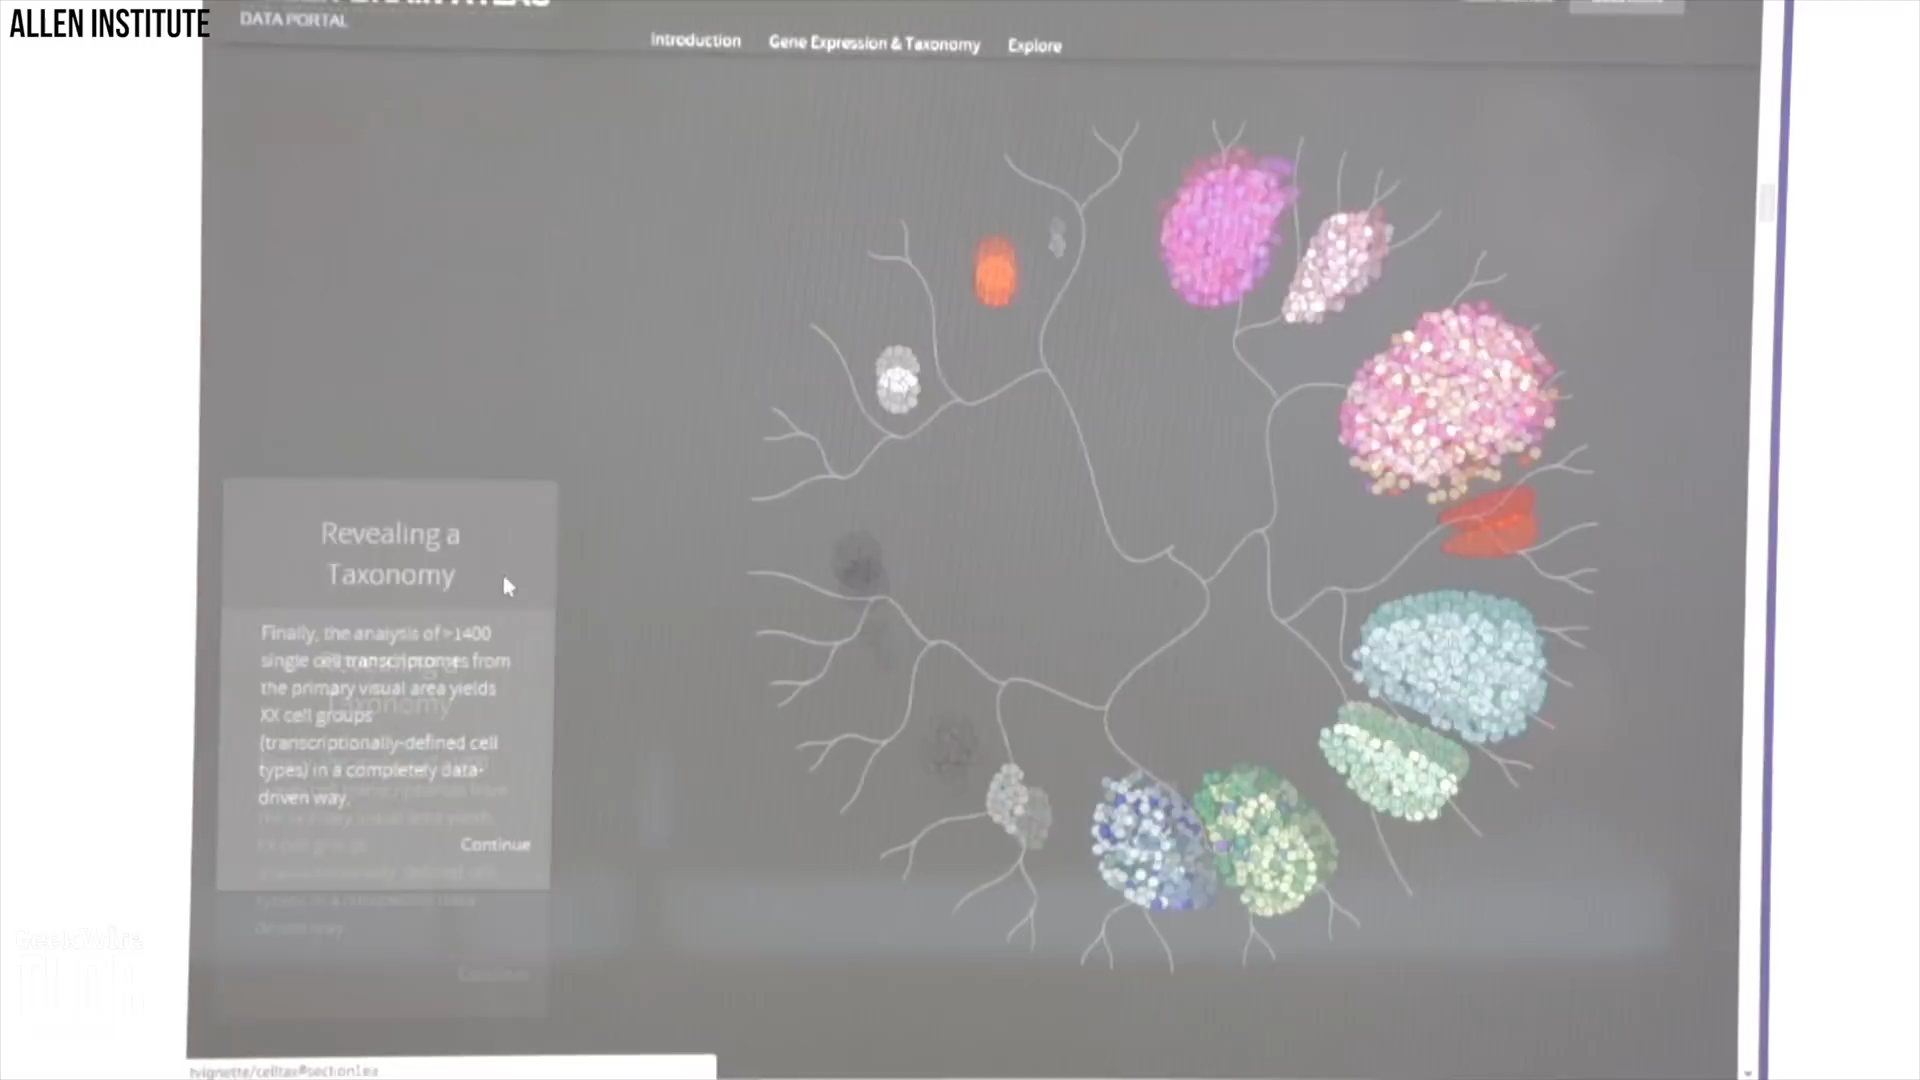 ALLEN INSTITUTE
DATA PORTAL
Introduction
Gene Expression & Taxonomy
Explore
Revealing a
Taxonomy
Finally, the analysis of >1400
single cell transcriptomes from
the primary visual area yields
XX cell groups
(transcriptionally-defined cell
types) in a completely data-
driven way.
Continue
GeekWire